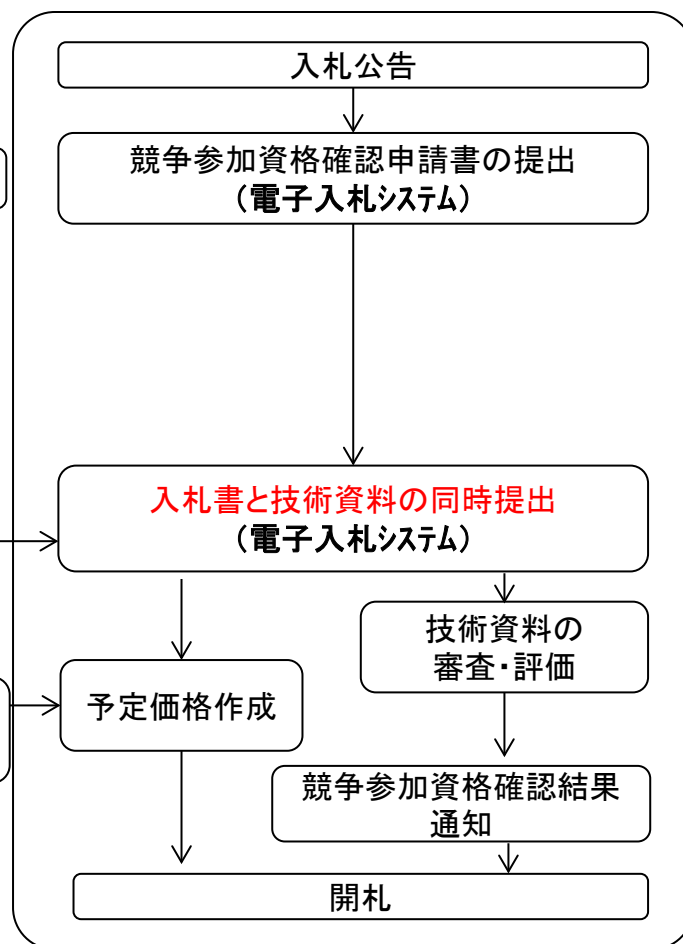 入札公告
競争参加資格確認申請書の提出
（電子入札ｼｽﾃﾑ）
入札書と技術資料の同時提出
（電子入札ｼｽﾃﾑ）
技術資料の
審査・評価
予定価格作成
競争参加資格確認結果
通知
開札